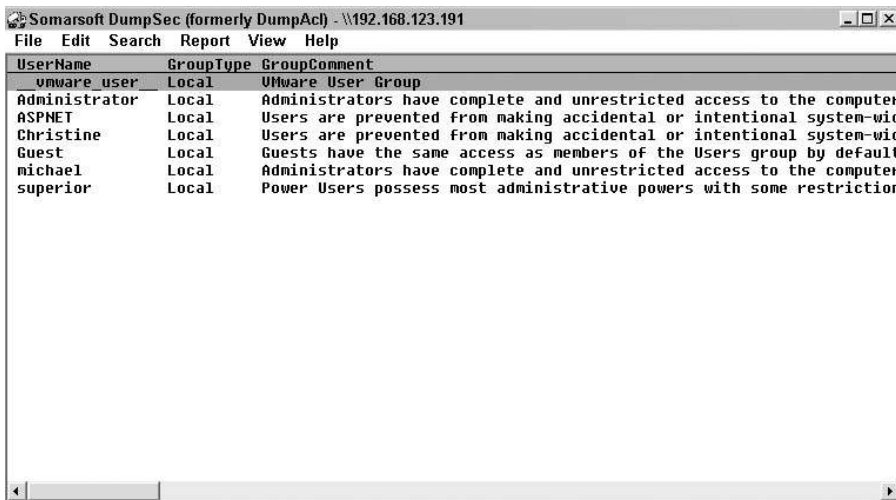 Somarsoft DumpSec (formerly DumpAcl) - \\192.168.123.191
File Edit Search Report View Help
UserName GroupType GroupComment
__vmware_user__ Local VMware User Group
Administrator Local Administrators have complete and unrestricted access to the computer
ASPNET Local Users are prevented from making accidental or intentional system-wid
Christine Local Users are prevented from making accidental or intentional system-wid
Guest Local Guests have the same access as members of the Users group by default
michael Local Administrators have complete and unrestricted access to the computer
superior Local Power Users possess most administrative powers with some restriction